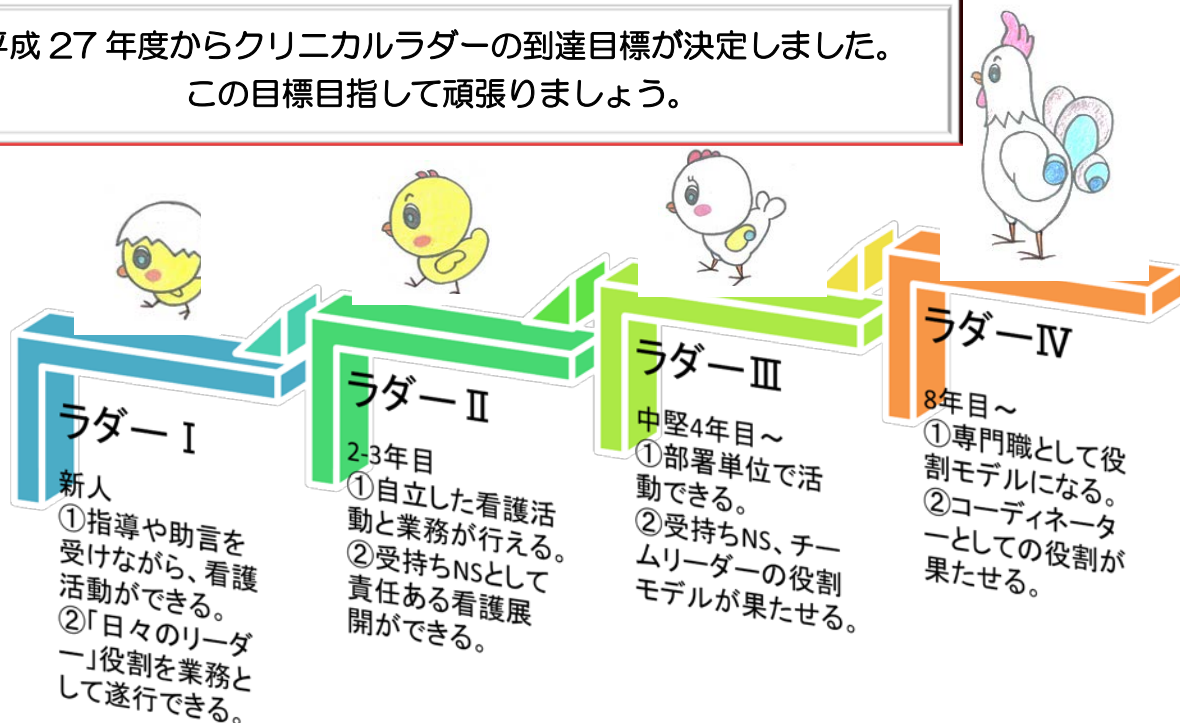 平成 27 年度からクリニカルラダーの到達目標が決定しました。
この目標目指して頑張りましょう。
ラダーⅠ
新人
①指導や助言を
受けながら、看護
活動ができる。
②「日々のリーダ
ー」役割を業務と
して遂行できる。
ラダーⅡ
2-3年目
①自立した看護活
動と業務が行える。
②受持ちNSとして
責任ある看護展
開ができる。
ラダーⅢ
中堅4年目～
①部署単位で活
動できる。
②受持ちNS、チー
ムリーダーの役割
モデルが果たせる。
ラダーⅣ
8年目～
①専門職として役
割モデルになる。
②コーディネータ
ーとしての役割が
果たせる。